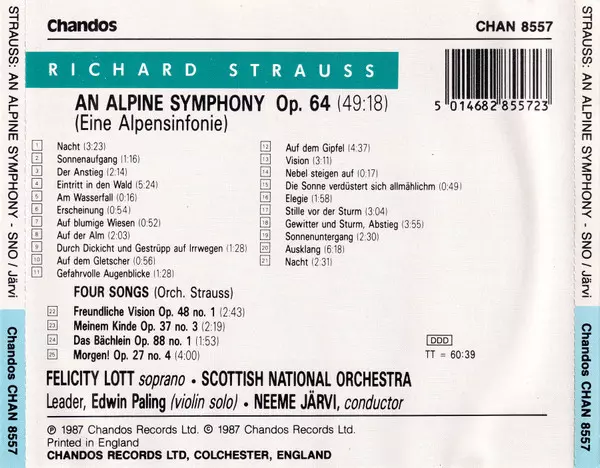 STRAUSS: AN ALPINE SYMPHONY - SNO / Järvi
Chandos CHAN 8557
Chandos
CHAN 8557
RICHARD STRAUSS
AN ALPINE SYMPHONY Op. 64 (49:18)
(Eine Alpensinfonie)
5 014682 855723
1 Nacht (3:23)
2 Sonnenaufgang (1:16)
3 Der Anstieg (2:14)
4 Eintritt in den Wald (5:24)
5 Am Wasserfall (0:16)
6 Erscheinung (0:54)
7 Auf blumige Wiesen (0:52)
8 Auf der Alm (2:03)
9 Durch Dickicht und Gestrüpp auf Irrwegen (1:28)
10 Auf dem Gletscher (0:56)
11 Gefahrvolle Augenblicke (1:28)
12 Auf dem Gipfel (4:37)
13 Vision (3:11)
14 Nebel steigen auf (0:17)
15 Die Sonne verdüstert sich allmählichm (0:49)
16 Elegie (1:58)
17 Stille vor der Sturm (3:04)
18 Gewitter und Sturm, Abstieg (3:55)
19 Sonnenuntergang (2:30)
20 Ausklang (6:18)
21 Nacht (2:31)
FOUR SONGS (Orch. Strauss)
22 Freundliche Vision Op. 48 no. 1 (2:43)
23 Meinem Kinde Op. 37 no. 3 (2:19)
24 Das Bächlein Op. 88 no. 1 (1:53)
25 Morgen! Op. 27 no. 4 (4:00)
DDD
TT = 60:39
FELICITY LOTT soprano • SCOTTISH NATIONAL ORCHESTRA
Leader, Edwin Paling (violin solo) • NEEME JÄRVI, conductor
℗ 1987 Chandos Records Ltd. © 1987 Chandos Records Ltd.
Printed in England
CHANDOS RECORDS LTD, COLCHESTER, ENGLAND
STRAUSS: AN ALPINE SYMPHONY - SNO / Järvi
Chandos CHAN 8557